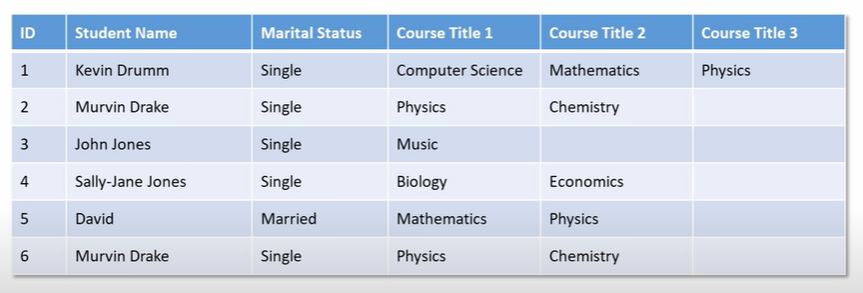 ID Student Name Marital Status Course Title 1 Course Title 2 Course Title 3
1 Kevin Drumm Single Computer Science Mathematics Physics
2 Murvin Drake Single Physics Chemistry
3 John Jones Single Music
4 Sally-Jane Jones Single Biology Economics
5 David Married Mathematics Physics
6 Murvin Drake Single Physics Chemistry